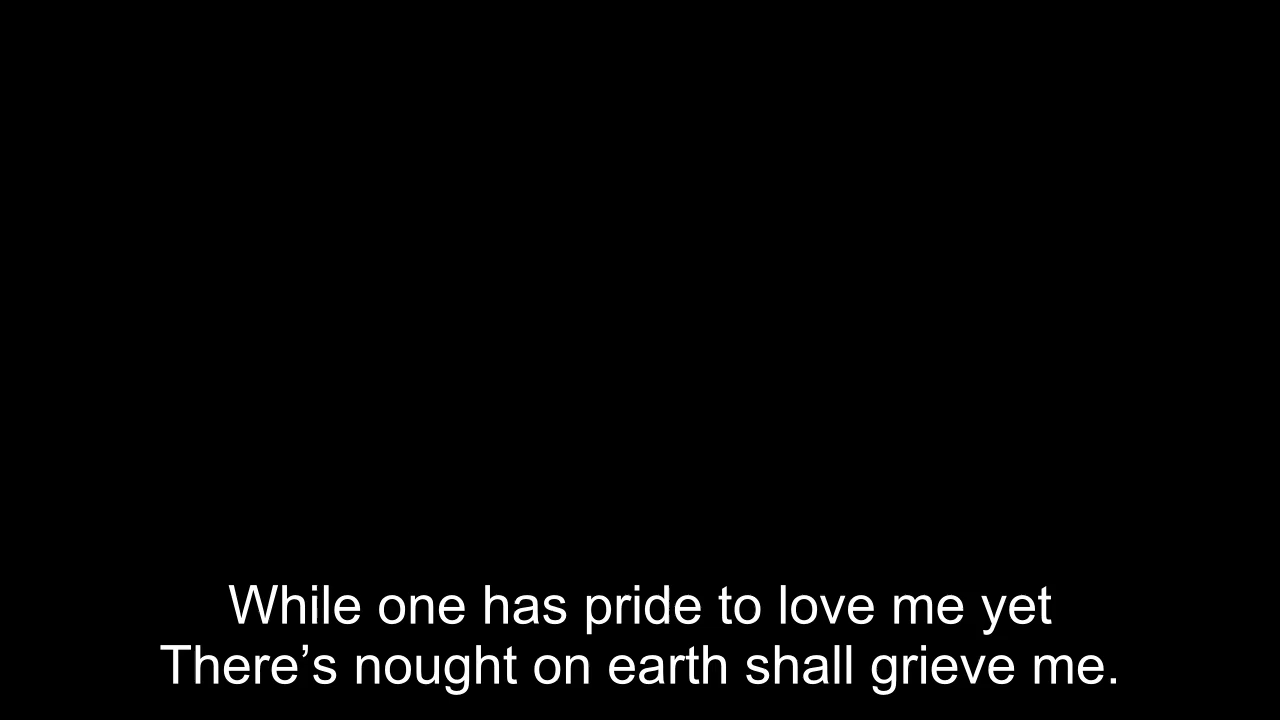 While one has pride to love me yet
There’s nought on earth shall grieve me.